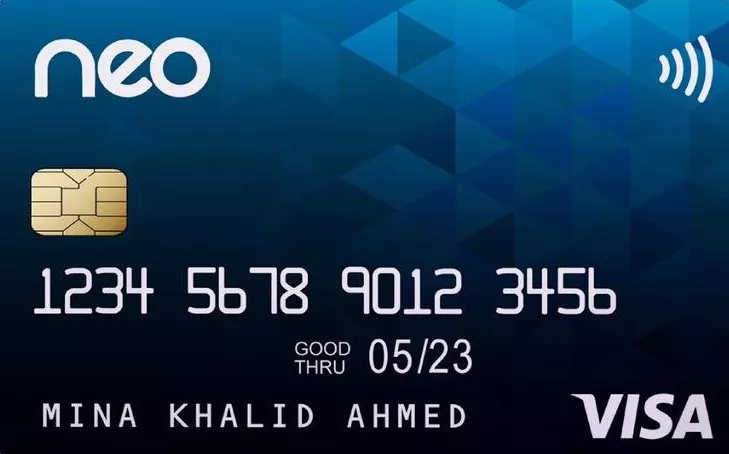 neo
1234 5678 9012 3456
GOOD THRU 05/23
MINA KHALID AHMED
VISA